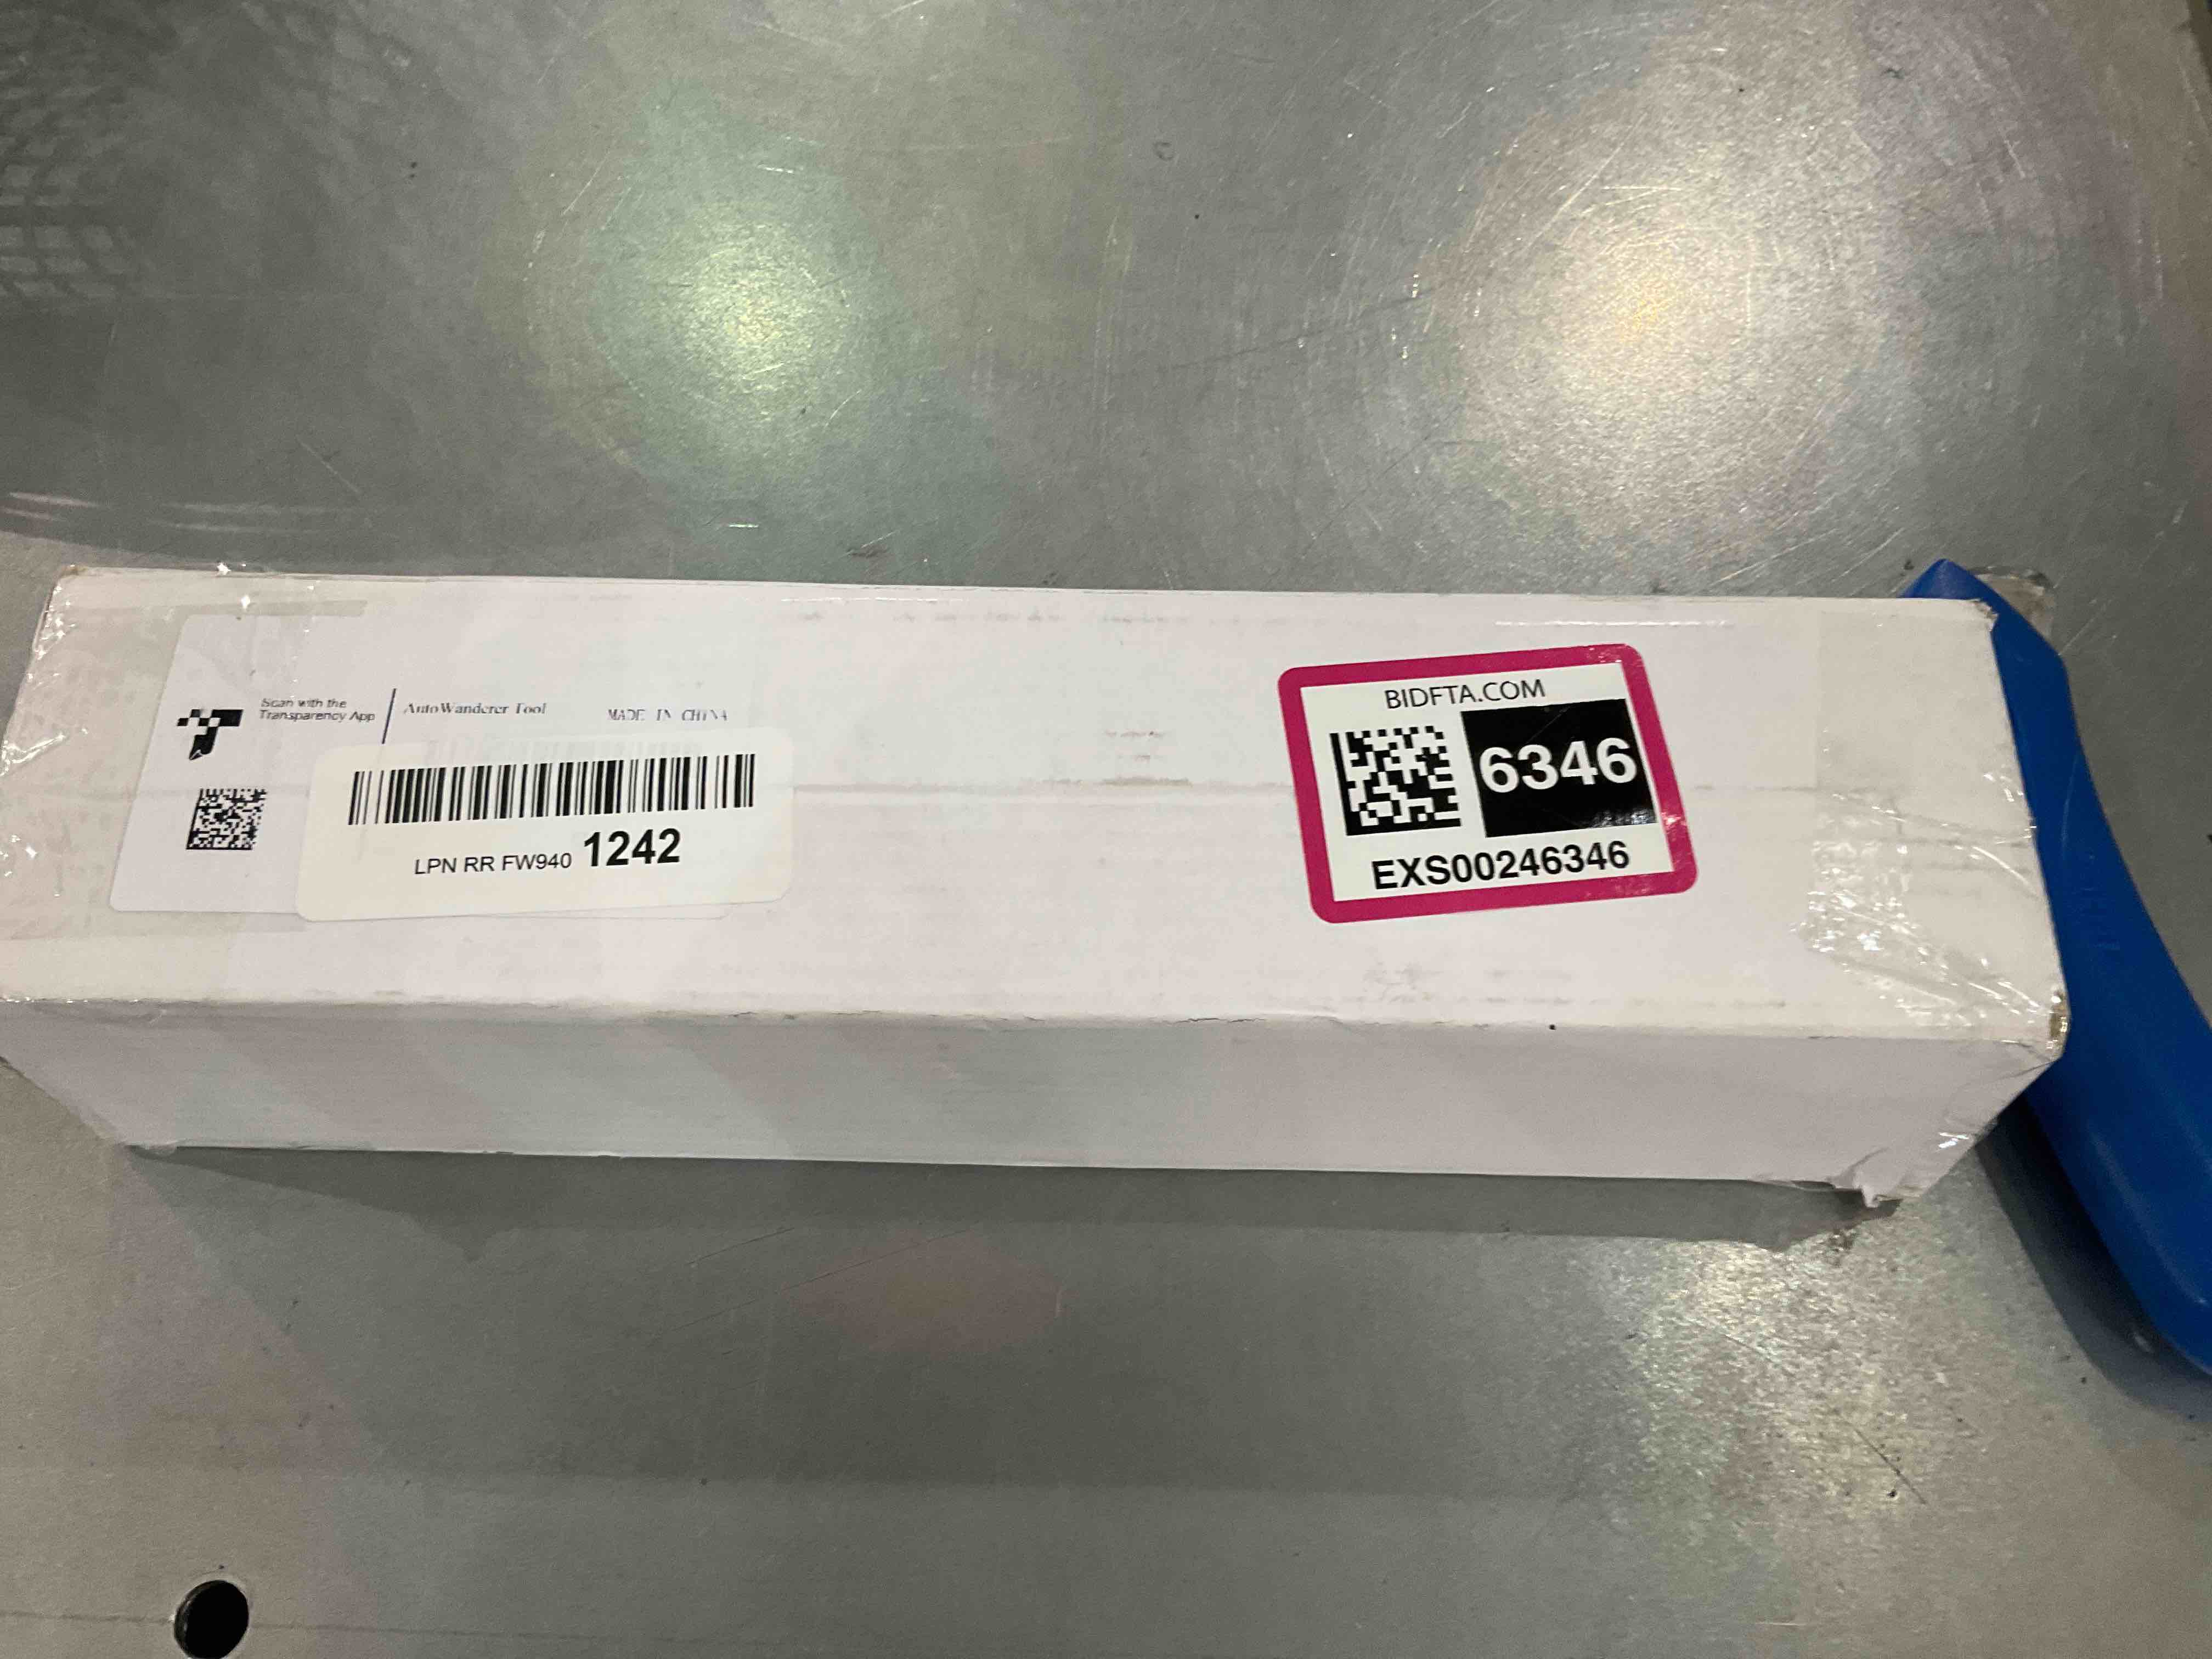 Scan with the
Transparency App
AutoWanderer Tool
MADE IN CHINA
LPN RR FW940 1242
BIDFTA.COM
6346
EXS00246346